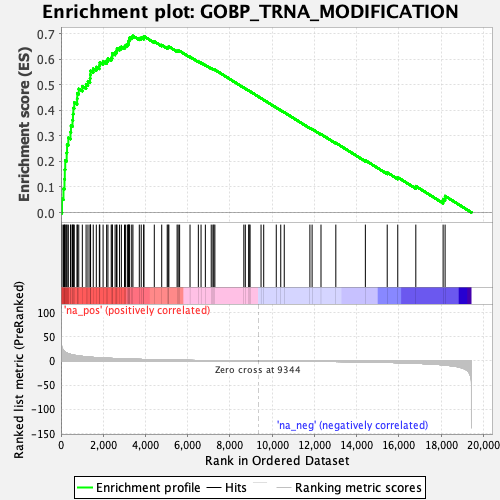 Enrichment plot: GOBP_TRNA_MODIFICATION
Enrichment score (ES)
0.7
0.6
0.5
0.4
0.3
0.2
0.1
0.0
'na_pos' (positively correlated)
Ranked list metric (PreRanked)
100
50
0
-50
-100
-150
Zero cross at 9344
'na_neg' (negatively correlated)
0
2,000
4,000
6,000
8,000
10,000
12,000
14,000
16,000
18,000
20,000
Rank in Ordered Dataset
Enrichment profile
Hits
Ranking metric scores